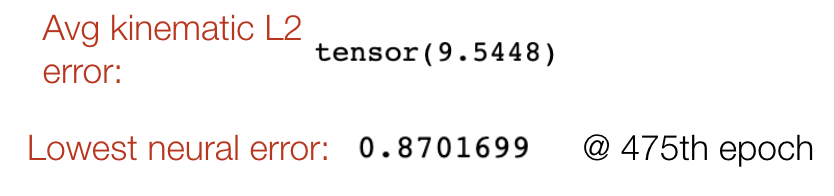 Avg kinematic L2
error: tensor(9.5448)
Lowest neural error: 0.8701699 @ 475th epoch